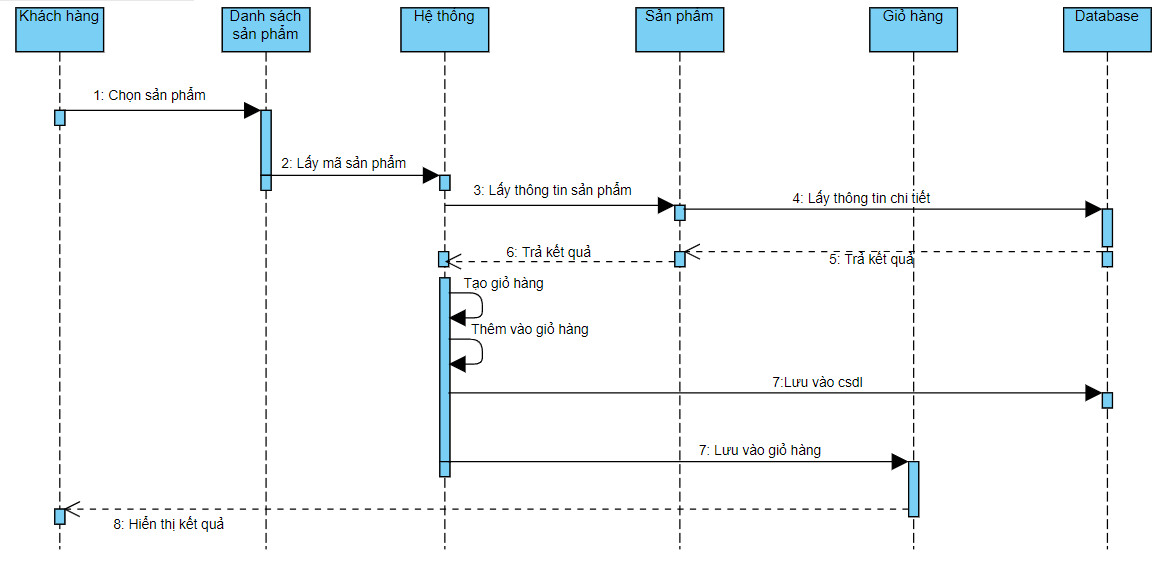 Khách hàng
Danh sách
sản phẩm
Hệ thống
Sản phâm
Giỏ hàng
Database
1: Chọn sản phẩm
2: Lấy mã sản phẩm
3: Lấy thông tin sản phẩm
4: Lấy thông tin chi tiết
6: Trả kết quả
5: Trả kết quả
Tạo giỏ hàng
Thêm vào giỏ hàng
7:Lưu vào csdl
7: Lưu vào giỏ hàng
8: Hiển thị kết quả